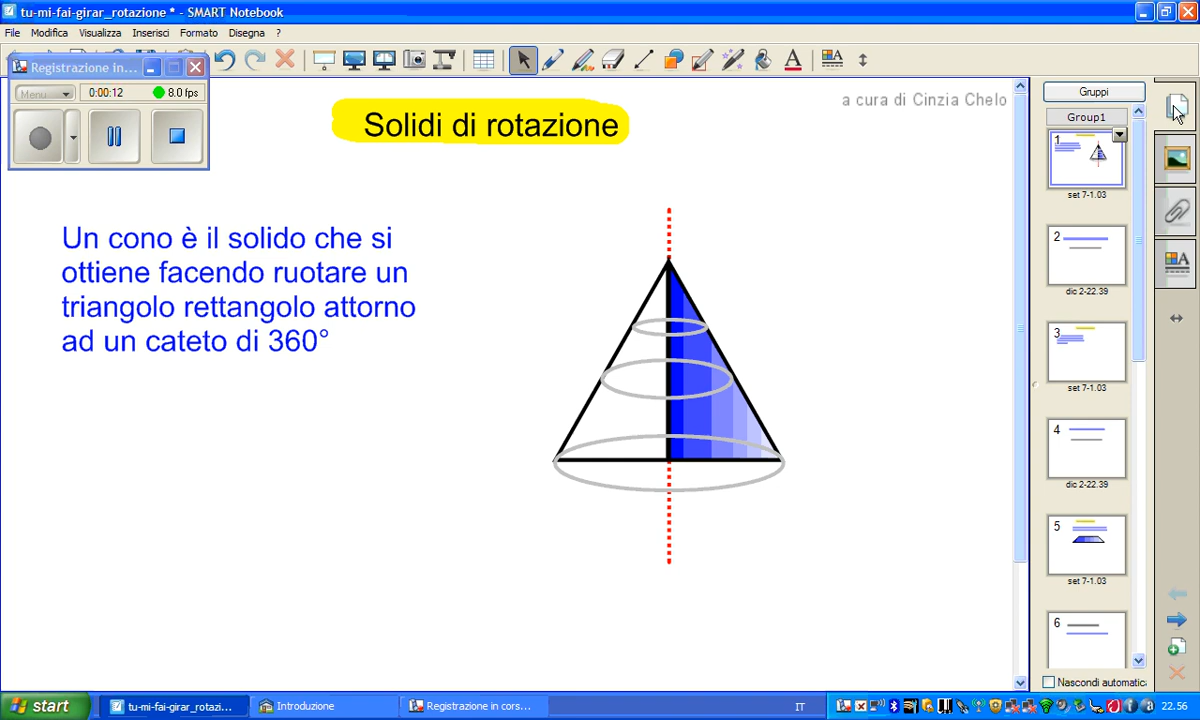 tu-mi-fai-girar_rotazione * - SMART Notebook
File Modifica Visualizza Inserisci Formato Disegna ?
Registrazione in...
Menu 0:00:12 8.0 fps
Solidi di rotazione
a cura di Cinzia Chelo
Un cono è il solido che si
ottiene facendo ruotare un
triangolo rettangolo attorno
ad un cateto di 360°
Gruppi
Group1
1
set 7-1.03
2
dic 2-22.39
3
set 7-1.03
4
dic 2-22.39
5
set 7-1.03
6
Nascondi automatica
start
tu-mi-fai-girar_rotazi...
Introduzione
Registrazione in cors...
IT
22.56